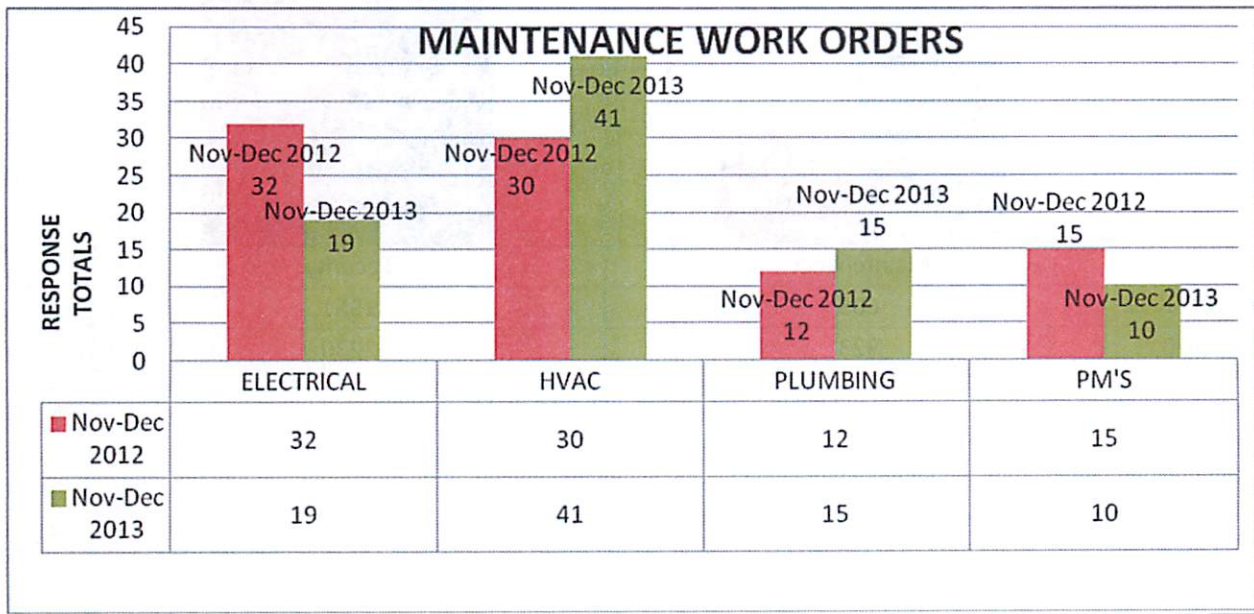 MAINTENANCE WORK ORDERS
RESPONSE
TOTALS
45
40
35
30
25
20
15
10
5
0
Nov-Dec 2012
32
Nov-Dec 2013
19
Nov-Dec 2012
30
Nov-Dec 2013
41
Nov-Dec 2012
12
Nov-Dec 2013
15
Nov-Dec 2012
15
Nov-Dec 2013
10
ELECTRICAL HVAC PLUMBING PM'S
Nov-Dec
2012 32 30 12 15
Nov-Dec
2013 19 41 15 10